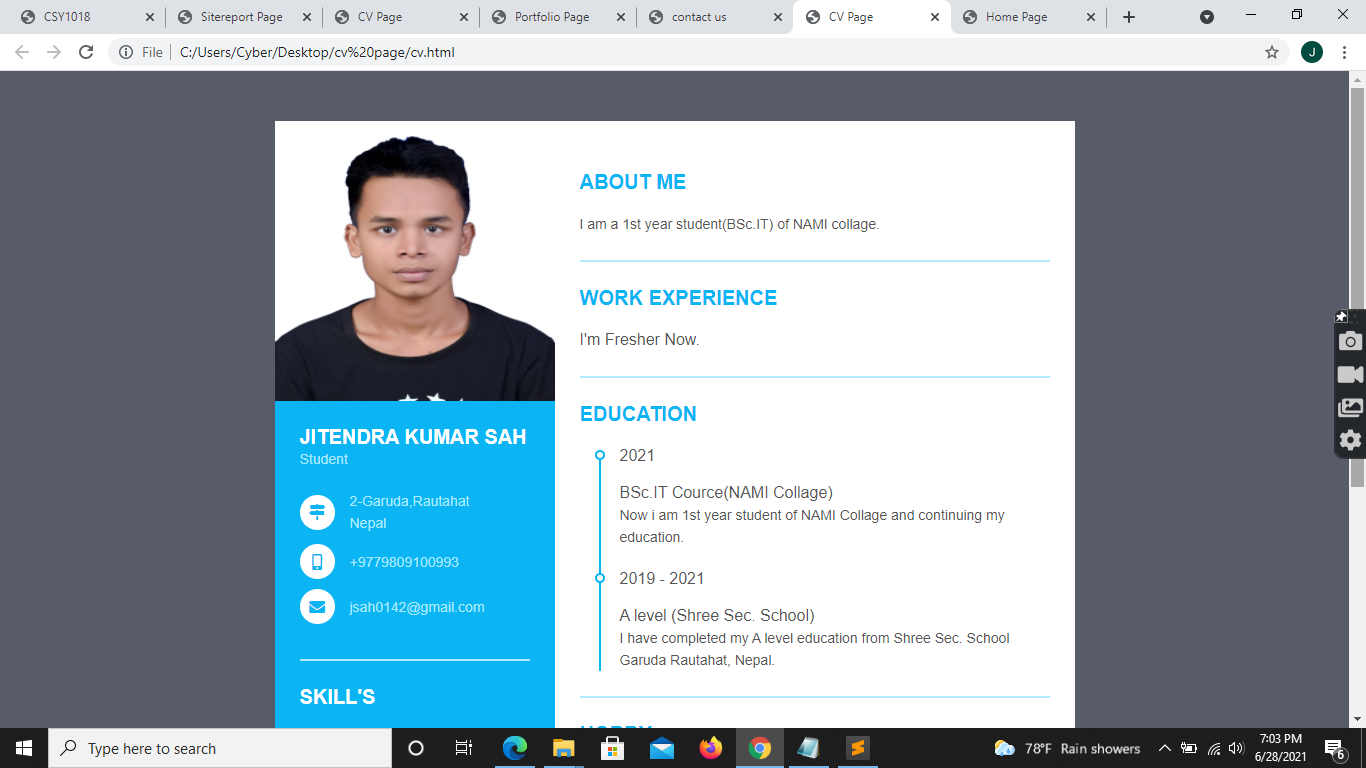 CSY1018
Sitereport Page
CV Page
Portfolio Page
contact us
CV Page
Home Page
File
C:/Users/Cyber/Desktop/cv%20page/cv.html
J
ABOUT ME
I am a 1st year student(BSc.IT) of NAMI collage.
WORK EXPERIENCE
I'm Fresher Now.
EDUCATION
2021
BSc.IT Cource(NAMI Collage)
Now i am 1st year student of NAMI Collage and continuing my
education.
2019 - 2021
A level (Shree Sec. School)
I have completed my A level education from Shree Sec. School
Garuda Rautahat, Nepal.
JITENDRA KUMAR SAH
Student
2-Garuda,Rautahat
Nepal
+9779809100993
jsah0142@gmail.com
SKILL'S
Type here to search
78°F Rain showers
7:03 PM
6/28/2021
6